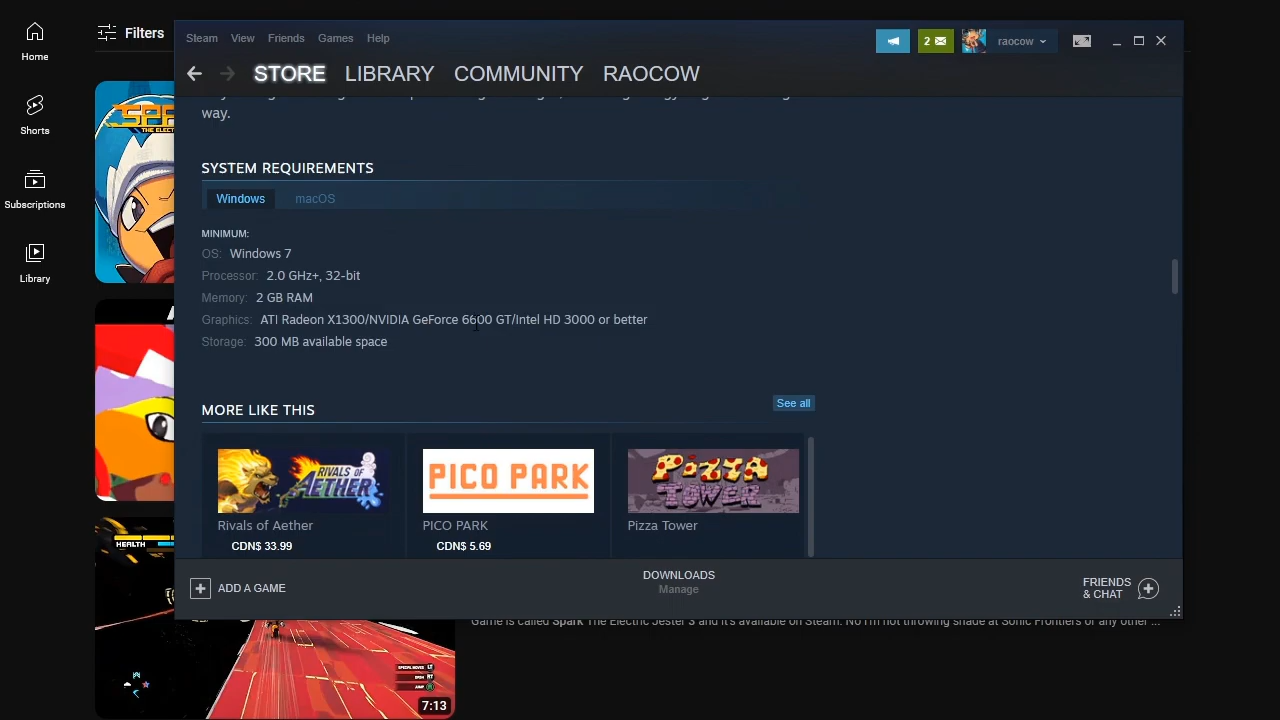 Home
Shorts
Subscriptions
Library
Filters
Steam View Friends Games Help
2
raocow
STORE LIBRARY COMMUNITY RAOCOW
way.
SYSTEM REQUIREMENTS
Windows macOS
MINIMUM:
OS: Windows 7
Processor: 2.0 GHz+, 32-bit
Memory: 2 GB RAM
Graphics: ATI Radeon X1300/NVIDIA GeForce 6600 GT/Intel HD 3000 or better
Storage: 300 MB available space
MORE LIKE THIS
See all
RIVALS OF AETHER
PICO PARK
PIZZA TOWER
Rivals of Aether
PICO PARK
Pizza Tower
CDN$ 33.99
CDN$ 5.69
ADD A GAME
DOWNLOADS
Manage
FRIENDS
& CHAT
HEALTH
Game is called Spark The Electric Jester 3 and it's available on Steam. NO I'm not throwing shade at Sonic Frontiers or any other ...
7:13